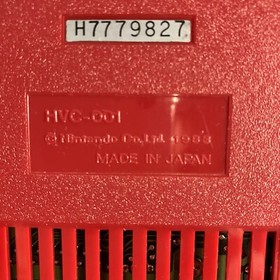 H7779827
HVC-001
© Nintendo Co., Ltd. 1983
MADE IN JAPAN